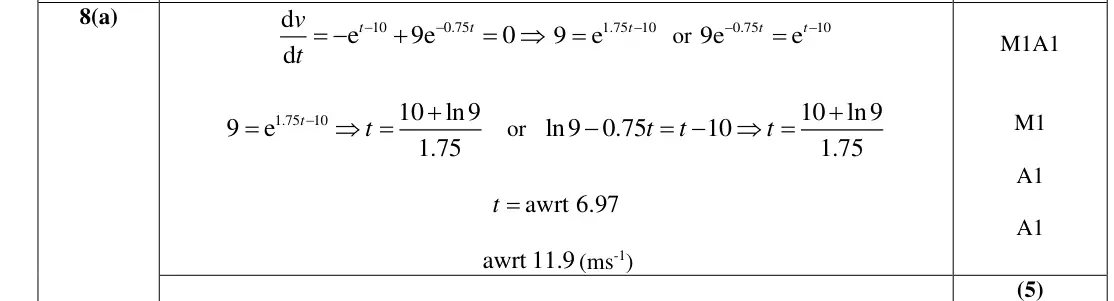 8(a)
dv/dt = −e^(t−10) + 9e^(−0.75t) = 0 ⇒ 9 = e^(1.75t−10) or 9e^(−0.75t) = e^(t−10)
M1A1
9 = e^(1.75t−10) ⇒ t = (10 + ln 9)/1.75 or ln 9 − 0.75t = t − 10 ⇒ t = (10 + ln 9)/1.75
M1
A1
t = awrt 6.97
A1
awrt 11.9 (ms⁻¹)
(5)